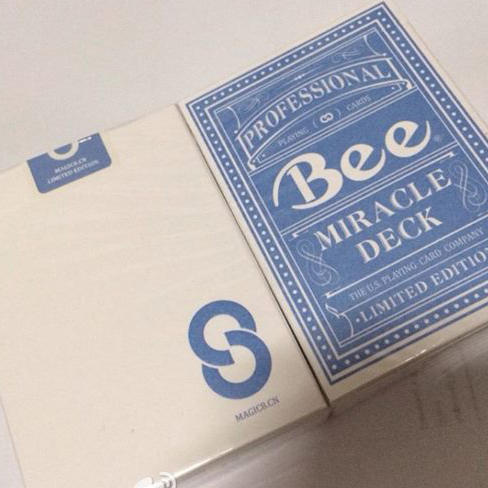 MAGIC8.CN
LIMITED EDITION
MAGIC8.CN
PROFESSIONAL
PLAYING CARDS
Bee®
MIRACLE
DECK
THE U.S. PLAYING CARD COMPANY
LIMITED EDITION